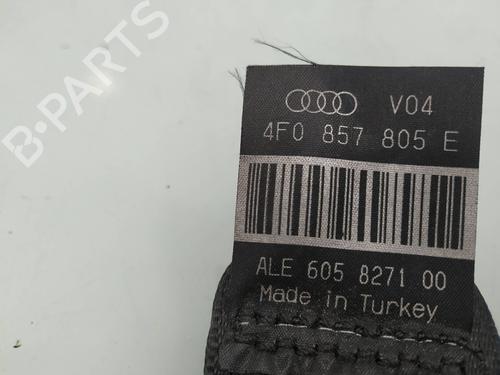 B-PARTS
V04
4F0 857 805 E
ALE 605 8271 00
Made in Turkey